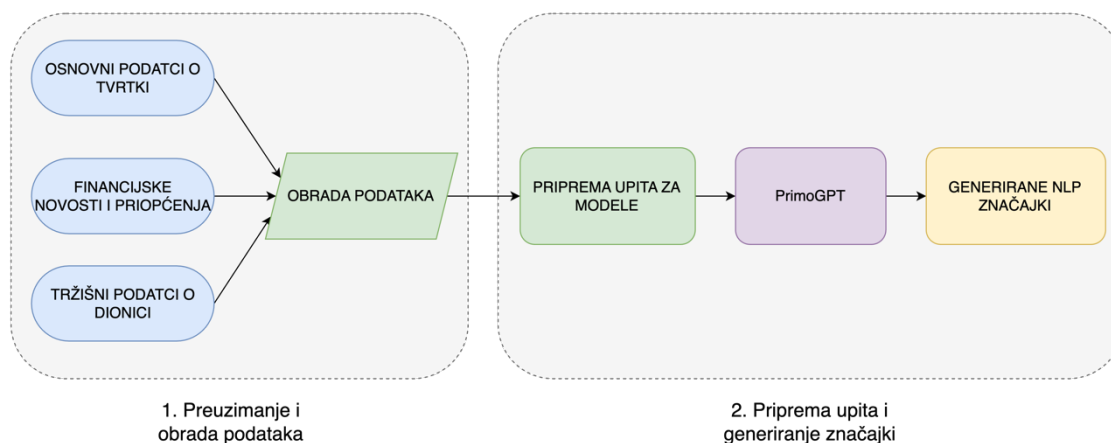 OSNOVNI PODATCI O
TVRTKI
FINANCIJSKE
NOVOSTI I PRIOPĆENJA
TRŽIŠNI PODATCI O
DIONICI
OBRADA PODATAKA
1. Preuzimanje i
obrada podataka
PRIPREMA UPITA ZA
MODELE
PrimoGPT
GENERIRANE NLP
ZNAČAJKI
2. Priprema upita i
generiranje značajki